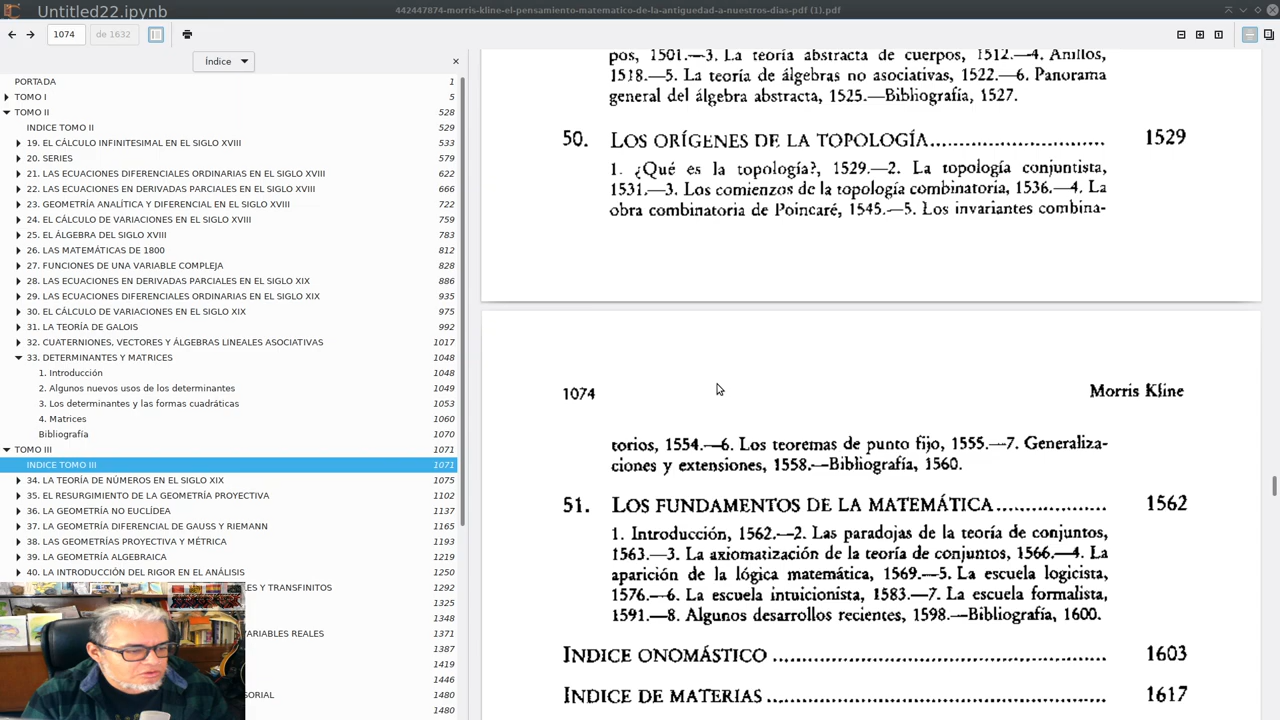 Untitled22.ipynb
442447874-morris-kline-el-pensamiento-matematico-de-la-antiguedad-a-nuestros-dias-pdf (1).pdf
1074
de 1632
Índice
PORTADA 1
TOMO I 5
TOMO II 528
INDICE TOMO II 529
19. EL CÁLCULO INFINITESIMAL EN EL SIGLO XVIII 533
20. SERIES 579
21. LAS ECUACIONES DIFERENCIALES ORDINARIAS EN EL SIGLO XVIII 622
22. LAS ECUACIONES EN DERIVADAS PARCIALES EN EL SIGLO XVIII 666
23. GEOMETRÍA ANALÍTICA Y DIFERENCIAL EN EL SIGLO XVIII 722
24. EL CÁLCULO DE VARIACIONES EN EL SIGLO XVIII 759
25. EL ÁLGEBRA DEL SIGLO XVIII 783
26. LAS MATEMÁTICAS DE 1800 812
27. FUNCIONES DE UNA VARIABLE COMPLEJA 828
28. LAS ECUACIONES EN DERIVADAS PARCIALES EN EL SIGLO XIX 886
29. LAS ECUACIONES DIFERENCIALES ORDINARIAS EN EL SIGLO XIX 935
30. EL CÁLCULO DE VARIACIONES EN EL SIGLO XIX 975
31. LA TEORÍA DE GALOIS 992
32. CUATERNIONES, VECTORES Y ÁLGEBRAS LINEALES ASOCIATIVAS 1017
33. DETERMINANTES Y MATRICES 1048
1. Introducción 1048
2. Algunos nuevos usos de los determinantes 1049
3. Los determinantes y las formas cuadráticas 1053
4. Matrices 1060
Bibliografía 1070
TOMO III 1071
INDICE TOMO III 1071
34. LA TEORÍA DE NÚMEROS EN EL SIGLO XIX 1075
35. EL RESURGIMIENTO DE LA GEOMETRÍA PROYECTIVA 1102
36. LA GEOMETRÍA NO EUCLÍDEA 1137
37. LA GEOMETRÍA DIFERENCIAL DE GAUSS Y RIEMANN 1165
38. LAS GEOMETRÍAS PROYECTIVA Y MÉTRICA 1193
39. LA GEOMETRÍA ALGEBRAICA 1219
40. LA INTRODUCCIÓN DEL RIGOR EN EL ANÁLISIS 1250
ES Y TRANSFINITOS 1292
1325
1348
VARIABLES REALES 1371
1387
1419
1446
SORIAL 1480
1480
pos, 1501.—3. La teoría abstracta de cuerpos, 1512.—4. Anillos,
1518.—5. La teoría de álgebras no asociativas, 1522.—6. Panorama
general del álgebra abstracta, 1525.—Bibliografía, 1527.
50. LOS ORÍGENES DE LA TOPOLOGÍA............................. 1529
1. ¿Qué es la topología?, 1529.—2. La topología conjuntista,
1531.—3. Los comienzos de la topología combinatoria, 1536.—4. La
obra combinatoria de Poincaré, 1545.—5. Los invariantes combina-
1074 Morris Kline
torios, 1554.—6. Los teoremas de punto fijo, 1555.—7. Generaliza-
ciones y extensiones, 1558.—Bibliografía, 1560.
51. LOS FUNDAMENTOS DE LA MATEMÁTICA.................. 1562
1. Introducción, 1562.—2. Las paradojas de la teoría de conjuntos,
1563.—3. La axiomatización de la teoría de conjuntos, 1566.—4. La
aparición de la lógica matemática, 1569.—5. La escuela logicista,
1576.—6. La escuela intuicionista, 1583.—7. La escuela formalista,
1591.—8. Algunos desarrollos recientes, 1598.—Bibliografía, 1600.
INDICE ONOMÁSTICO ....................................................... 1603
INDICE DE MATERIAS ........................................................ 1617